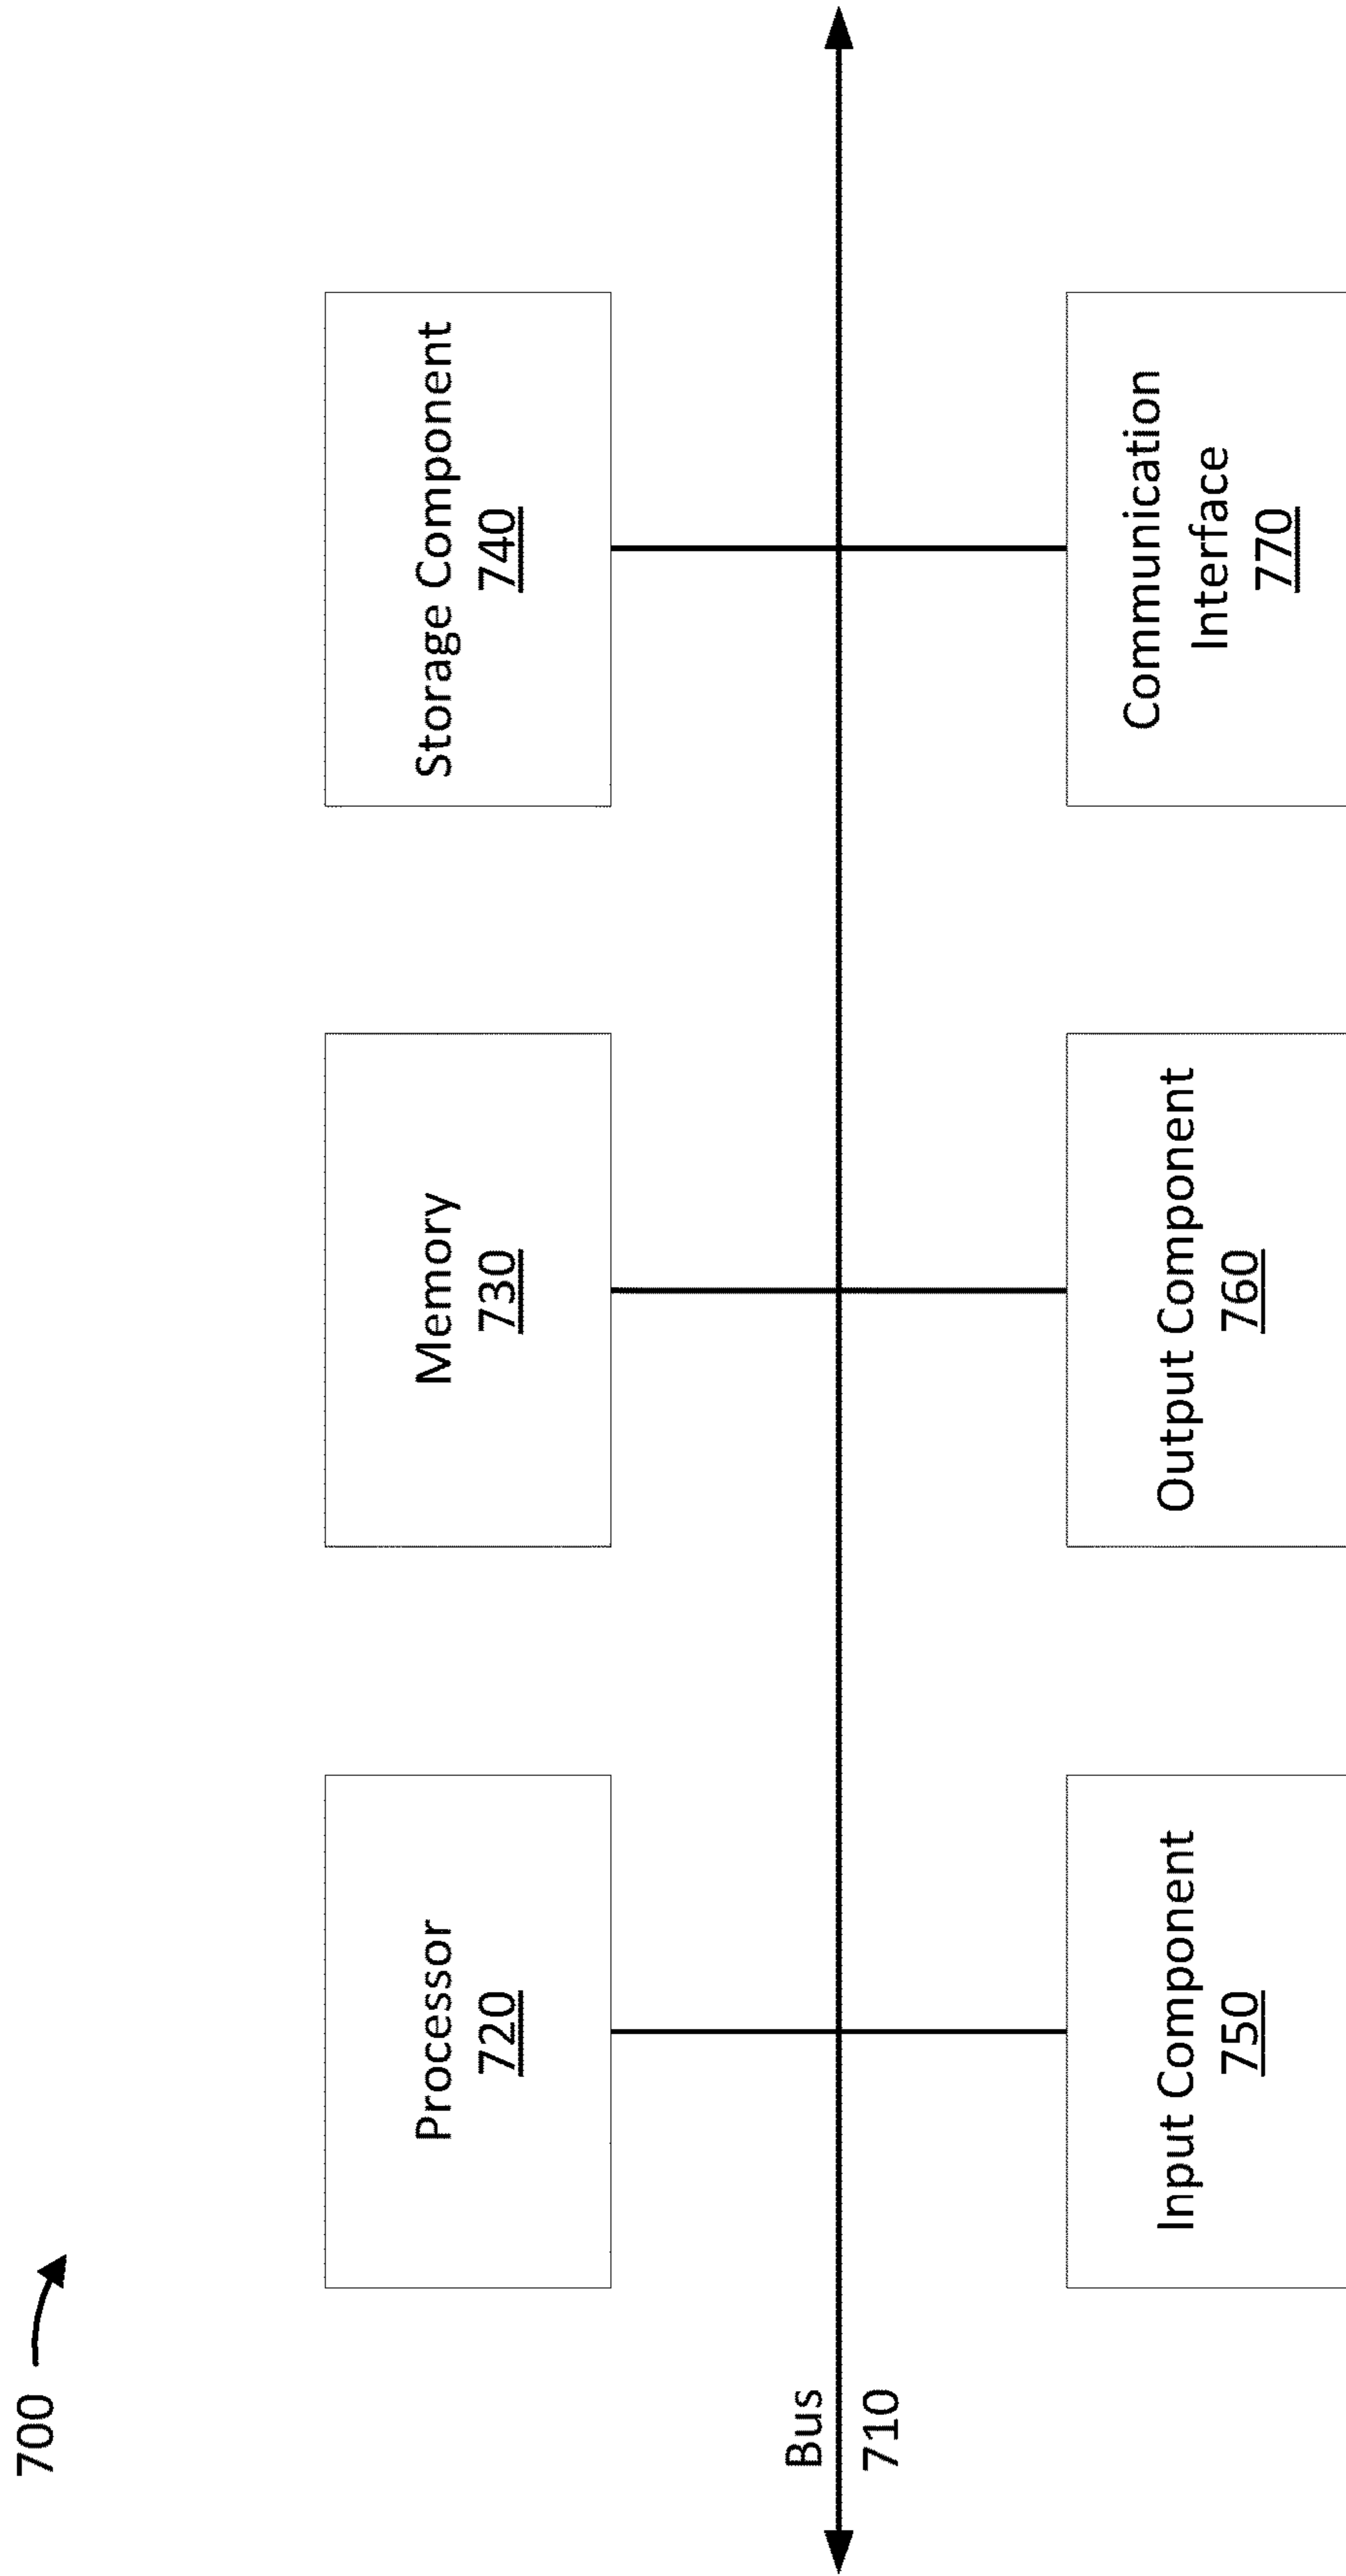 700
Processor
720
Memory
730
Storage Component
740
Bus
710
Input Component
750
Output Component
760
Communication
Interface
770